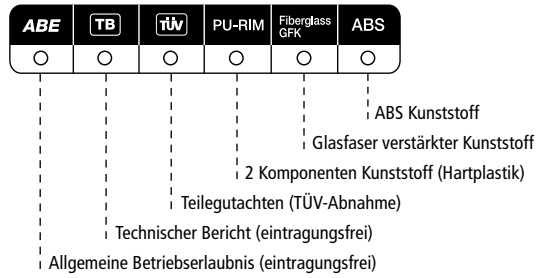 ABE TB TÜV PU-RIM Fiberglass GFK ABS
ABS Kunststoff
Glasfaser verstärkter Kunststoff
2 Komponenten Kunststoff (Hartplastik)
Teilegutachten (TÜV-Abnahme)
Technischer Bericht (eintragungsfrei)
Allgemeine Betriebserlaubnis (eintragungsfrei)